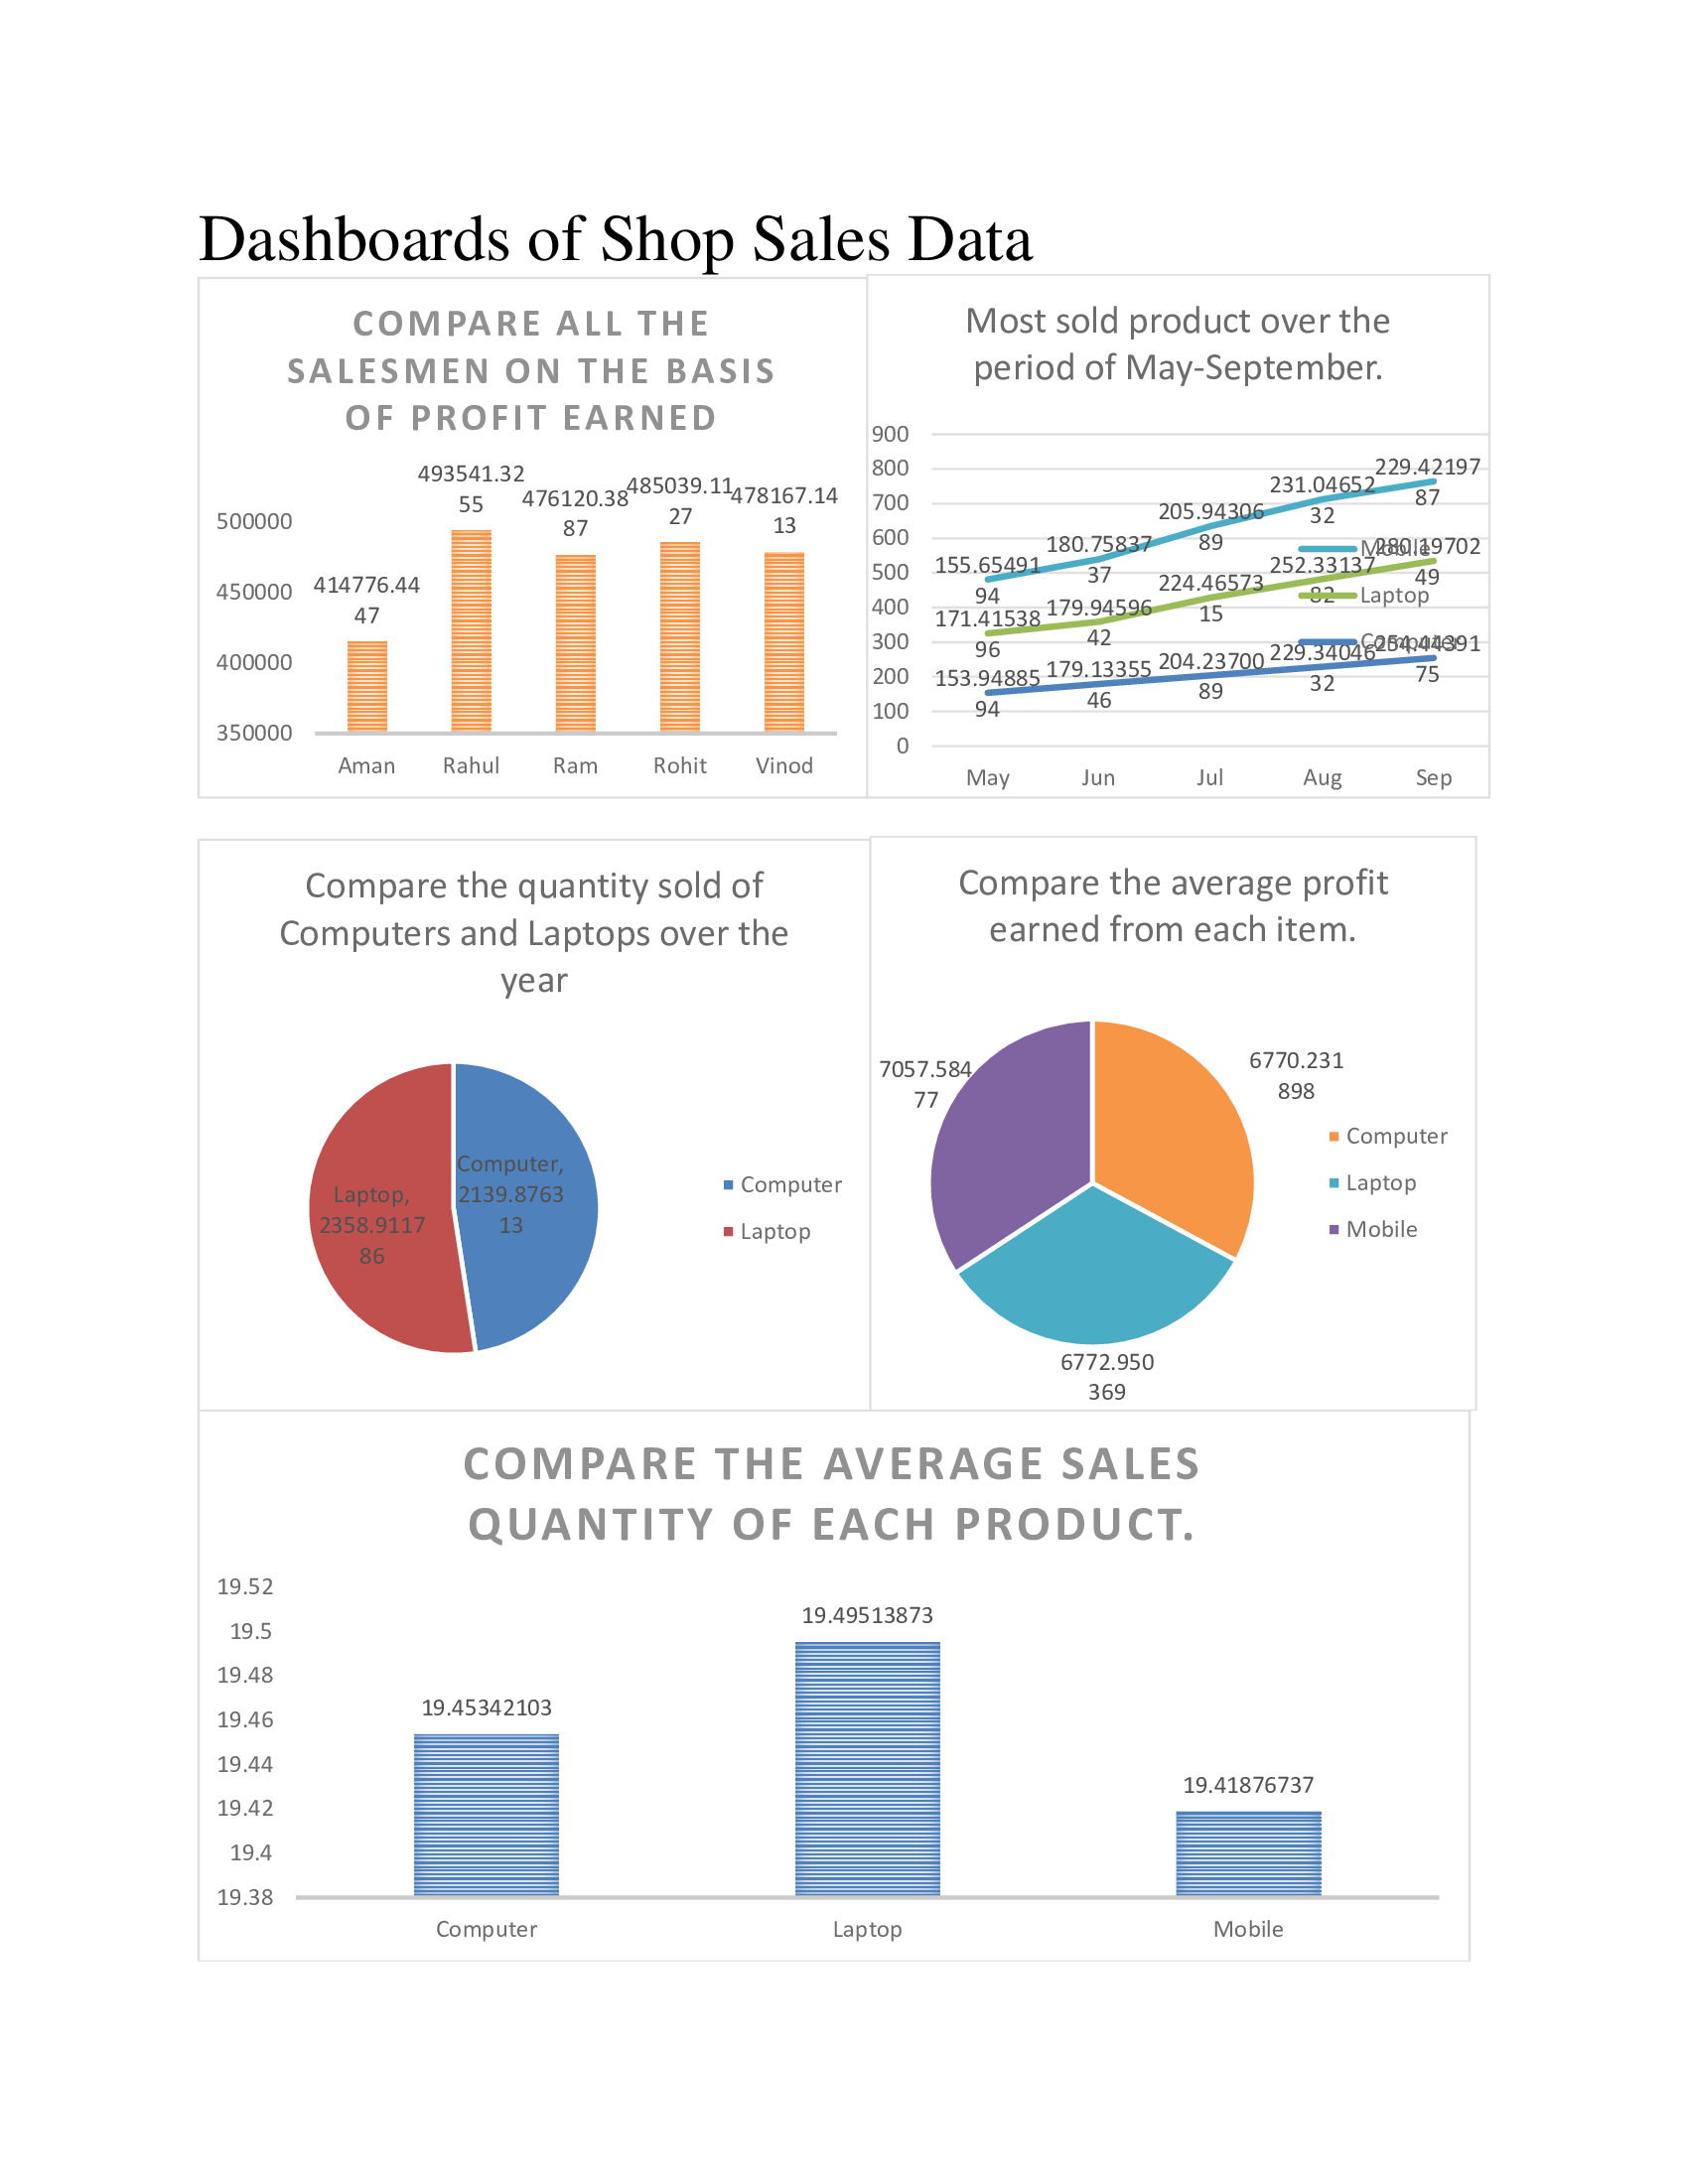 Dashboards of Shop Sales Data
COMPARE ALL THE
SALESMEN ON THE BASIS
OF PROFIT EARNED
493541.32
55
476120.38
87
485039.11
27
478167.14
13
414776.44
47
500000
450000
400000
350000
Aman Rahul Ram Rohit Vinod
Most sold product over the
period of May-September.
900
800
700
600
500
400
300
200
100
0
155.65491
94
180.75837
37
205.94306
89
231.04652
32
229.42197
87
171.41538
96
179.94596
42
224.46573
15
252.33137
82
280.19702
49
153.94885
94
179.13355
46
204.23700
89
229.34046
32
254.44391
75
Mobile
Laptop
Computer
May Jun Jul Aug Sep
Compare the quantity sold of
Computers and Laptops over the
year
Computer,
2139.8763
13
Laptop,
2358.9117
86
Computer
Laptop
Compare the average profit
earned from each item.
7057.584
77
6770.231
898
6772.950
369
Computer
Laptop
Mobile
COMPARE THE AVERAGE SALES
QUANTITY OF EACH PRODUCT.
19.52
19.5
19.48
19.46
19.44
19.42
19.4
19.38
19.45342103
19.49513873
19.41876737
Computer Laptop Mobile